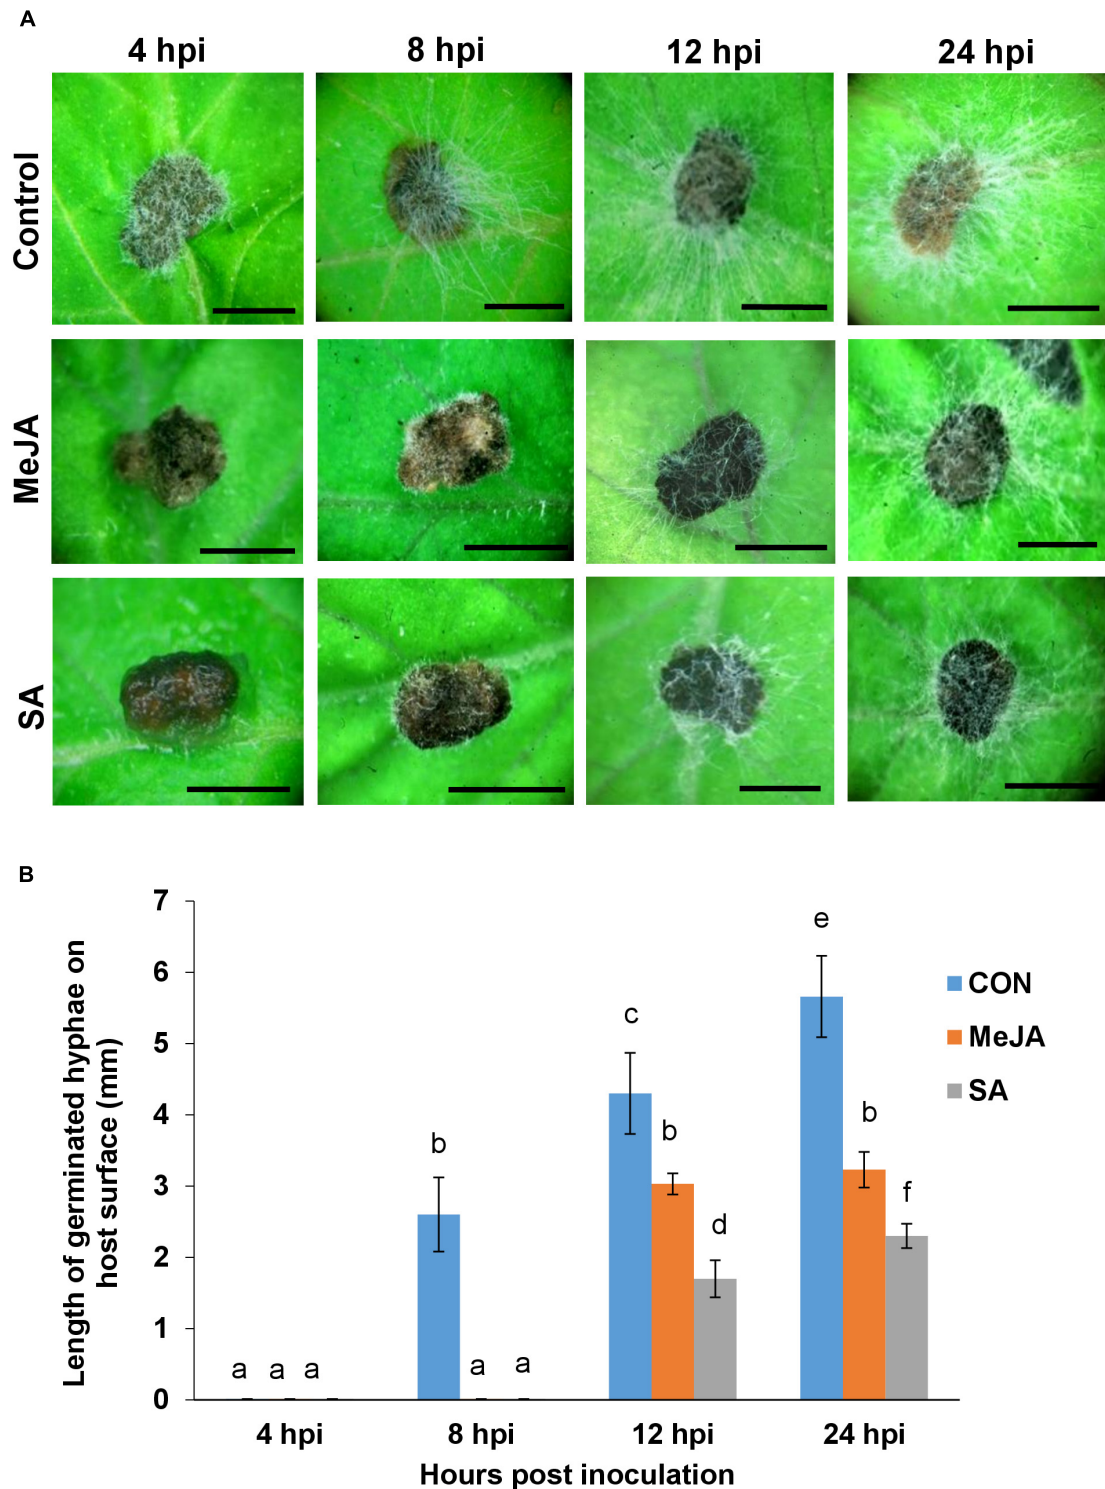 A
4 hpi 8 hpi 12 hpi 24 hpi
Control
MeJA
SA
B
Length of germinated hyphae on
host surface (mm)
7
6
5
4
3
2
1
0
a a a
b a a
c b d
e b f
CON
MeJA
SA
4 hpi 8 hpi 12 hpi 24 hpi
Hours post inoculation